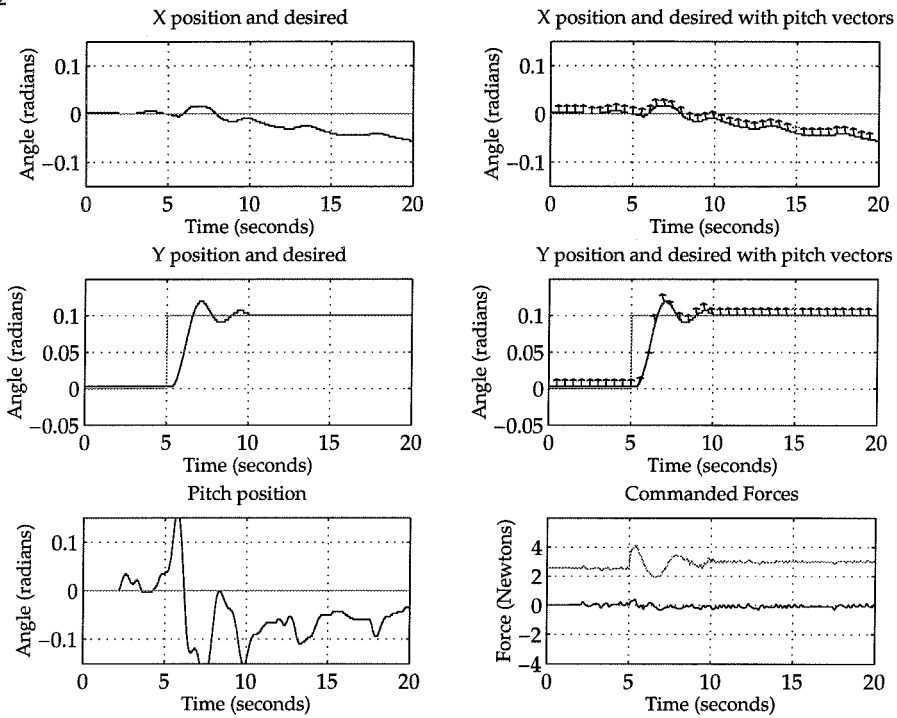 X position and desired
0.1
0
−0.1
Angle (radians)
0 5 10 15 20
Time (seconds)
X position and desired with pitch vectors
0.1
0
−0.1
Angle (radians)
0 5 10 15 20
Time (seconds)
Y position and desired
0.1
0.05
0
−0.05
Angle (radians)
0 5 10 15 20
Time (seconds)
Y position and desired with pitch vectors
0.1
0.05
0
−0.05
Angle (radians)
0 5 10 15 20
Time (seconds)
Pitch position
0.1
0
−0.1
Angle (radians)
0 5 10 15 20
Time (seconds)
Commanded Forces
4
2
0
−2
−4
Force (Newtons)
0 5 10 15 20
Time (seconds)